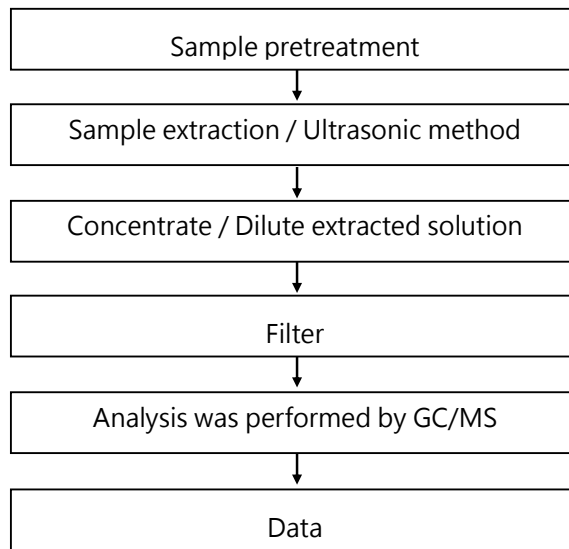 Sample pretreatment
Sample extraction / Ultrasonic method
Concentrate / Dilute extracted solution
Filter
Analysis was performed by GC/MS
Data